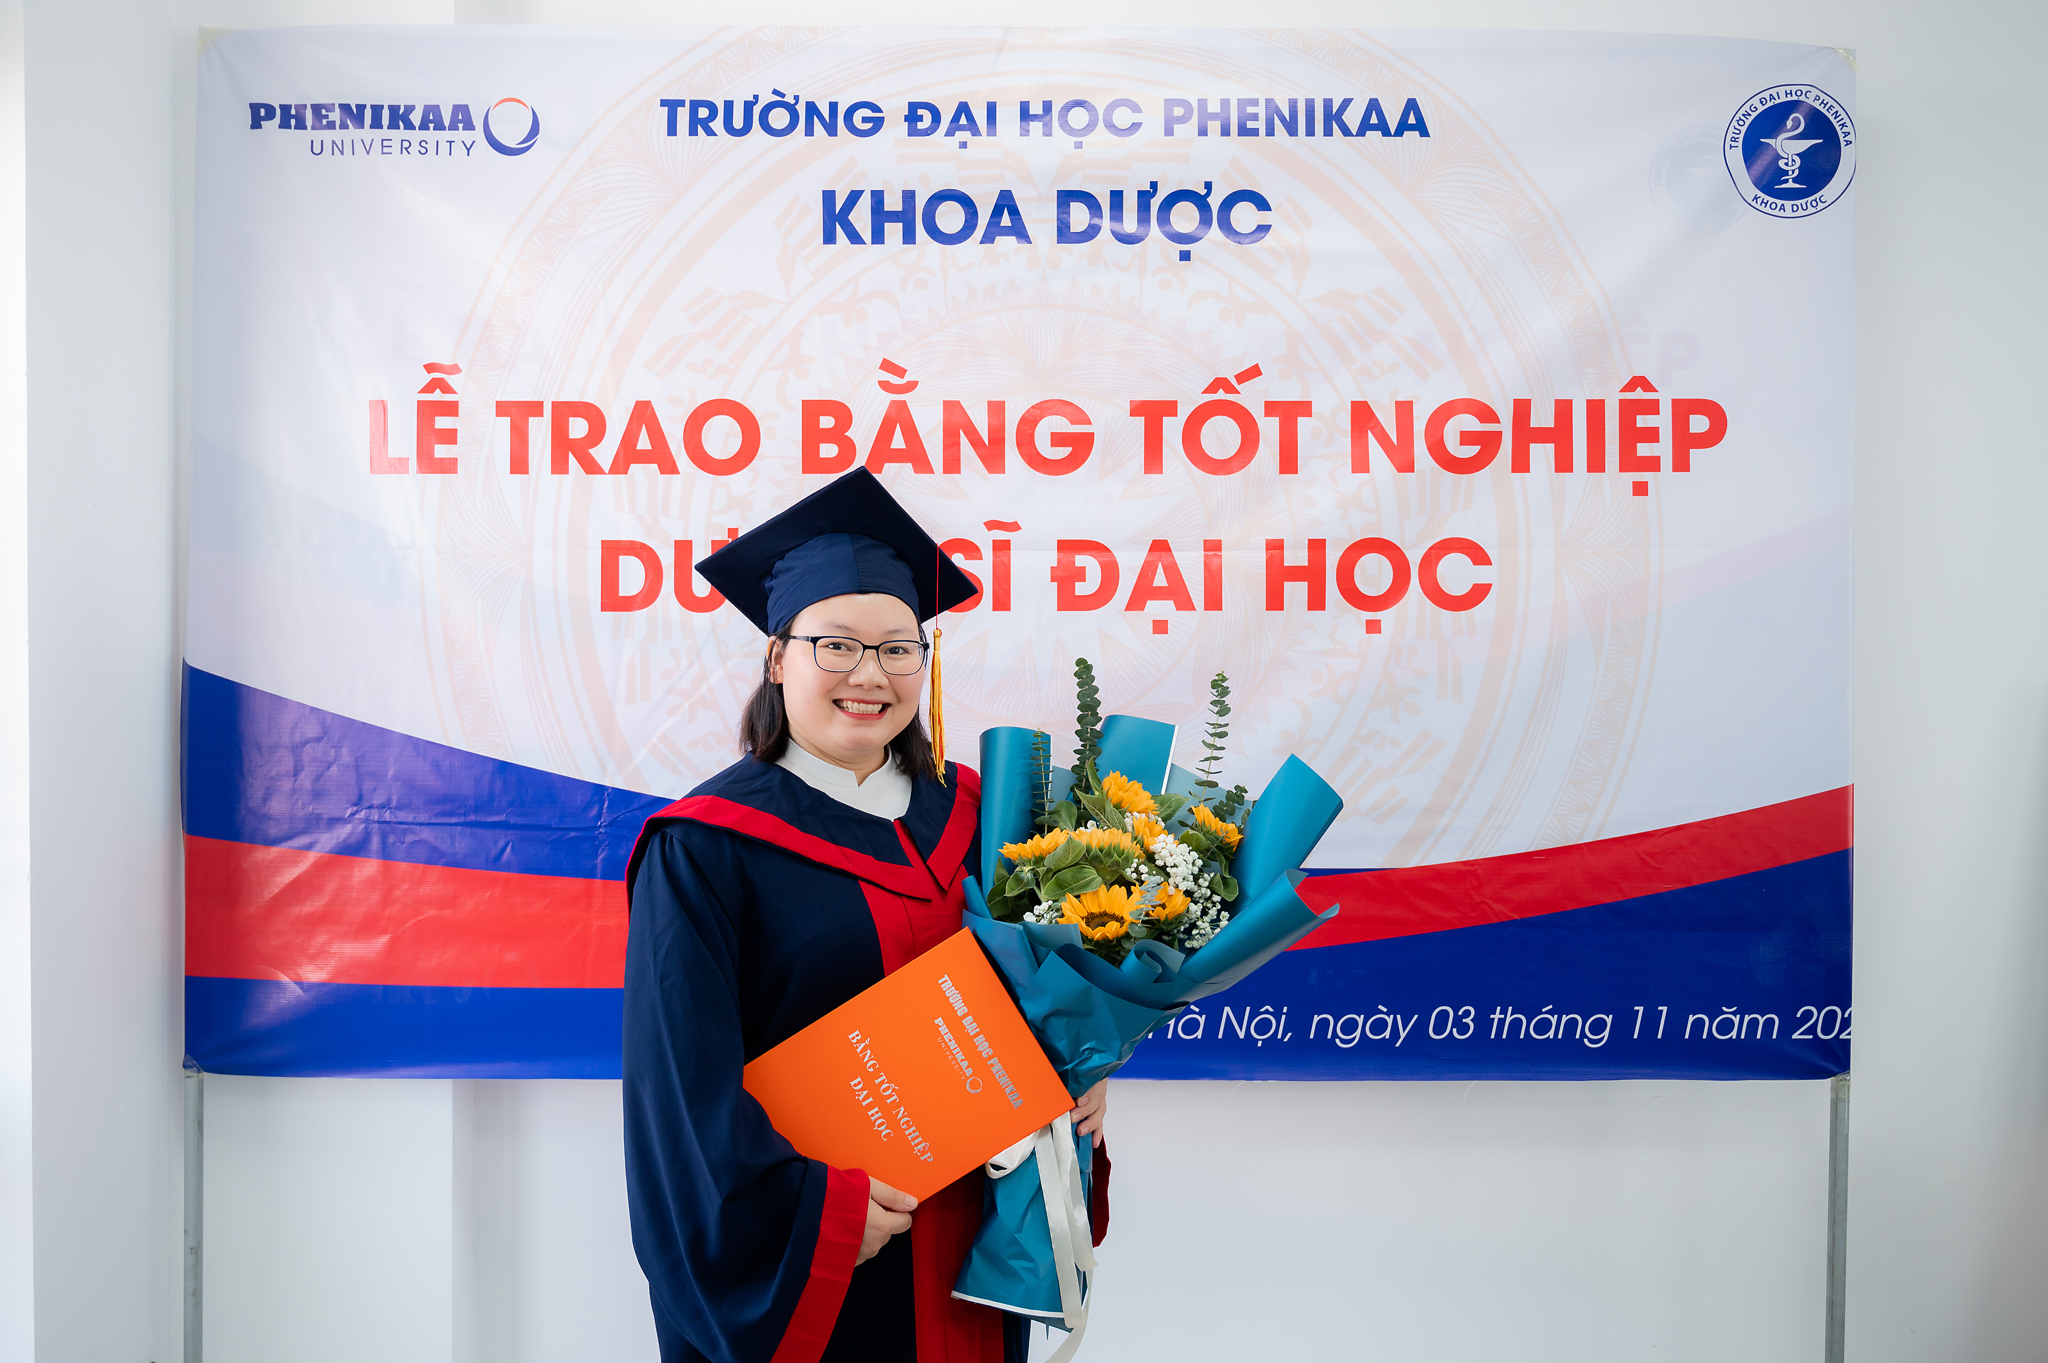 PHENIKAA
UNIVERSITY
TRƯỜNG ĐẠI HỌC PHENIKAA
KHOA DƯỢC
TRƯỜNG ĐẠI HỌC PHENIKAA
KHOA DƯỢC
LỄ TRAO BẰNG TỐT NGHIỆP
SĨ ĐẠI HỌC
Nội, ngày 03 tháng 11 năm
TRƯỜNG ĐẠI HỌC PHENIKAA
PHENIKAA
UNIVERSITY
BẰNG TỐT NGHIỆP
ĐẠI HỌC